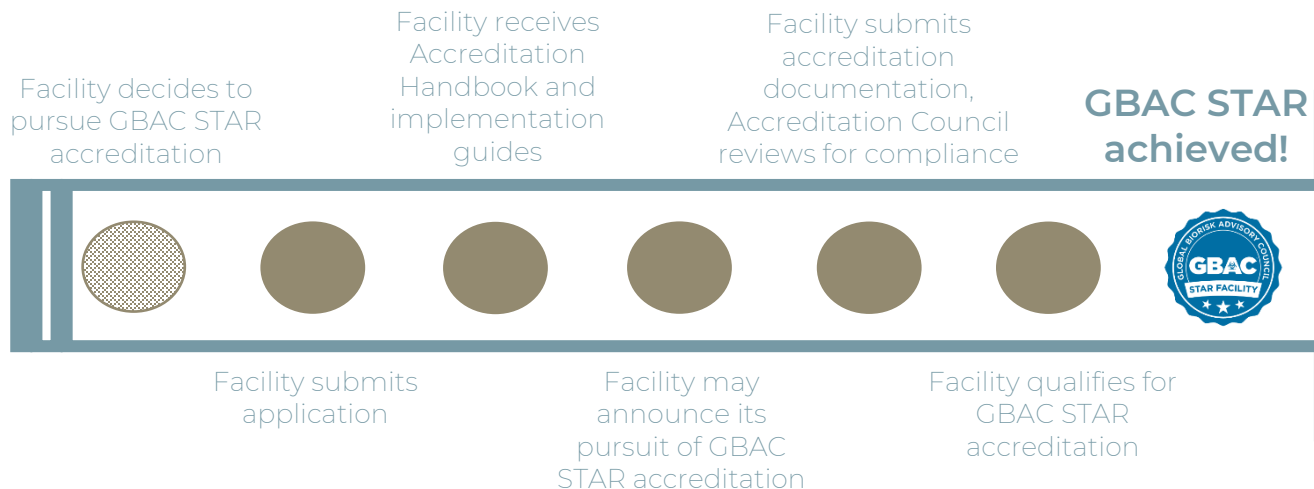 Facility decides to
pursue GBAC STAR
accreditation
Facility submits
application
Facility receives
Accreditation
Handbook and
implementation
guides
Facility may
announce its
pursuit of GBAC
STAR accreditation
Facility submits
accreditation
documentation,
Accreditation Council
reviews for compliance
Facility qualifies for
GBAC STAR
accreditation
GBAC STAR
achieved!
GLOBAL BIORISK ADVISORY COUNCIL
GBAC
STAR FACILITY